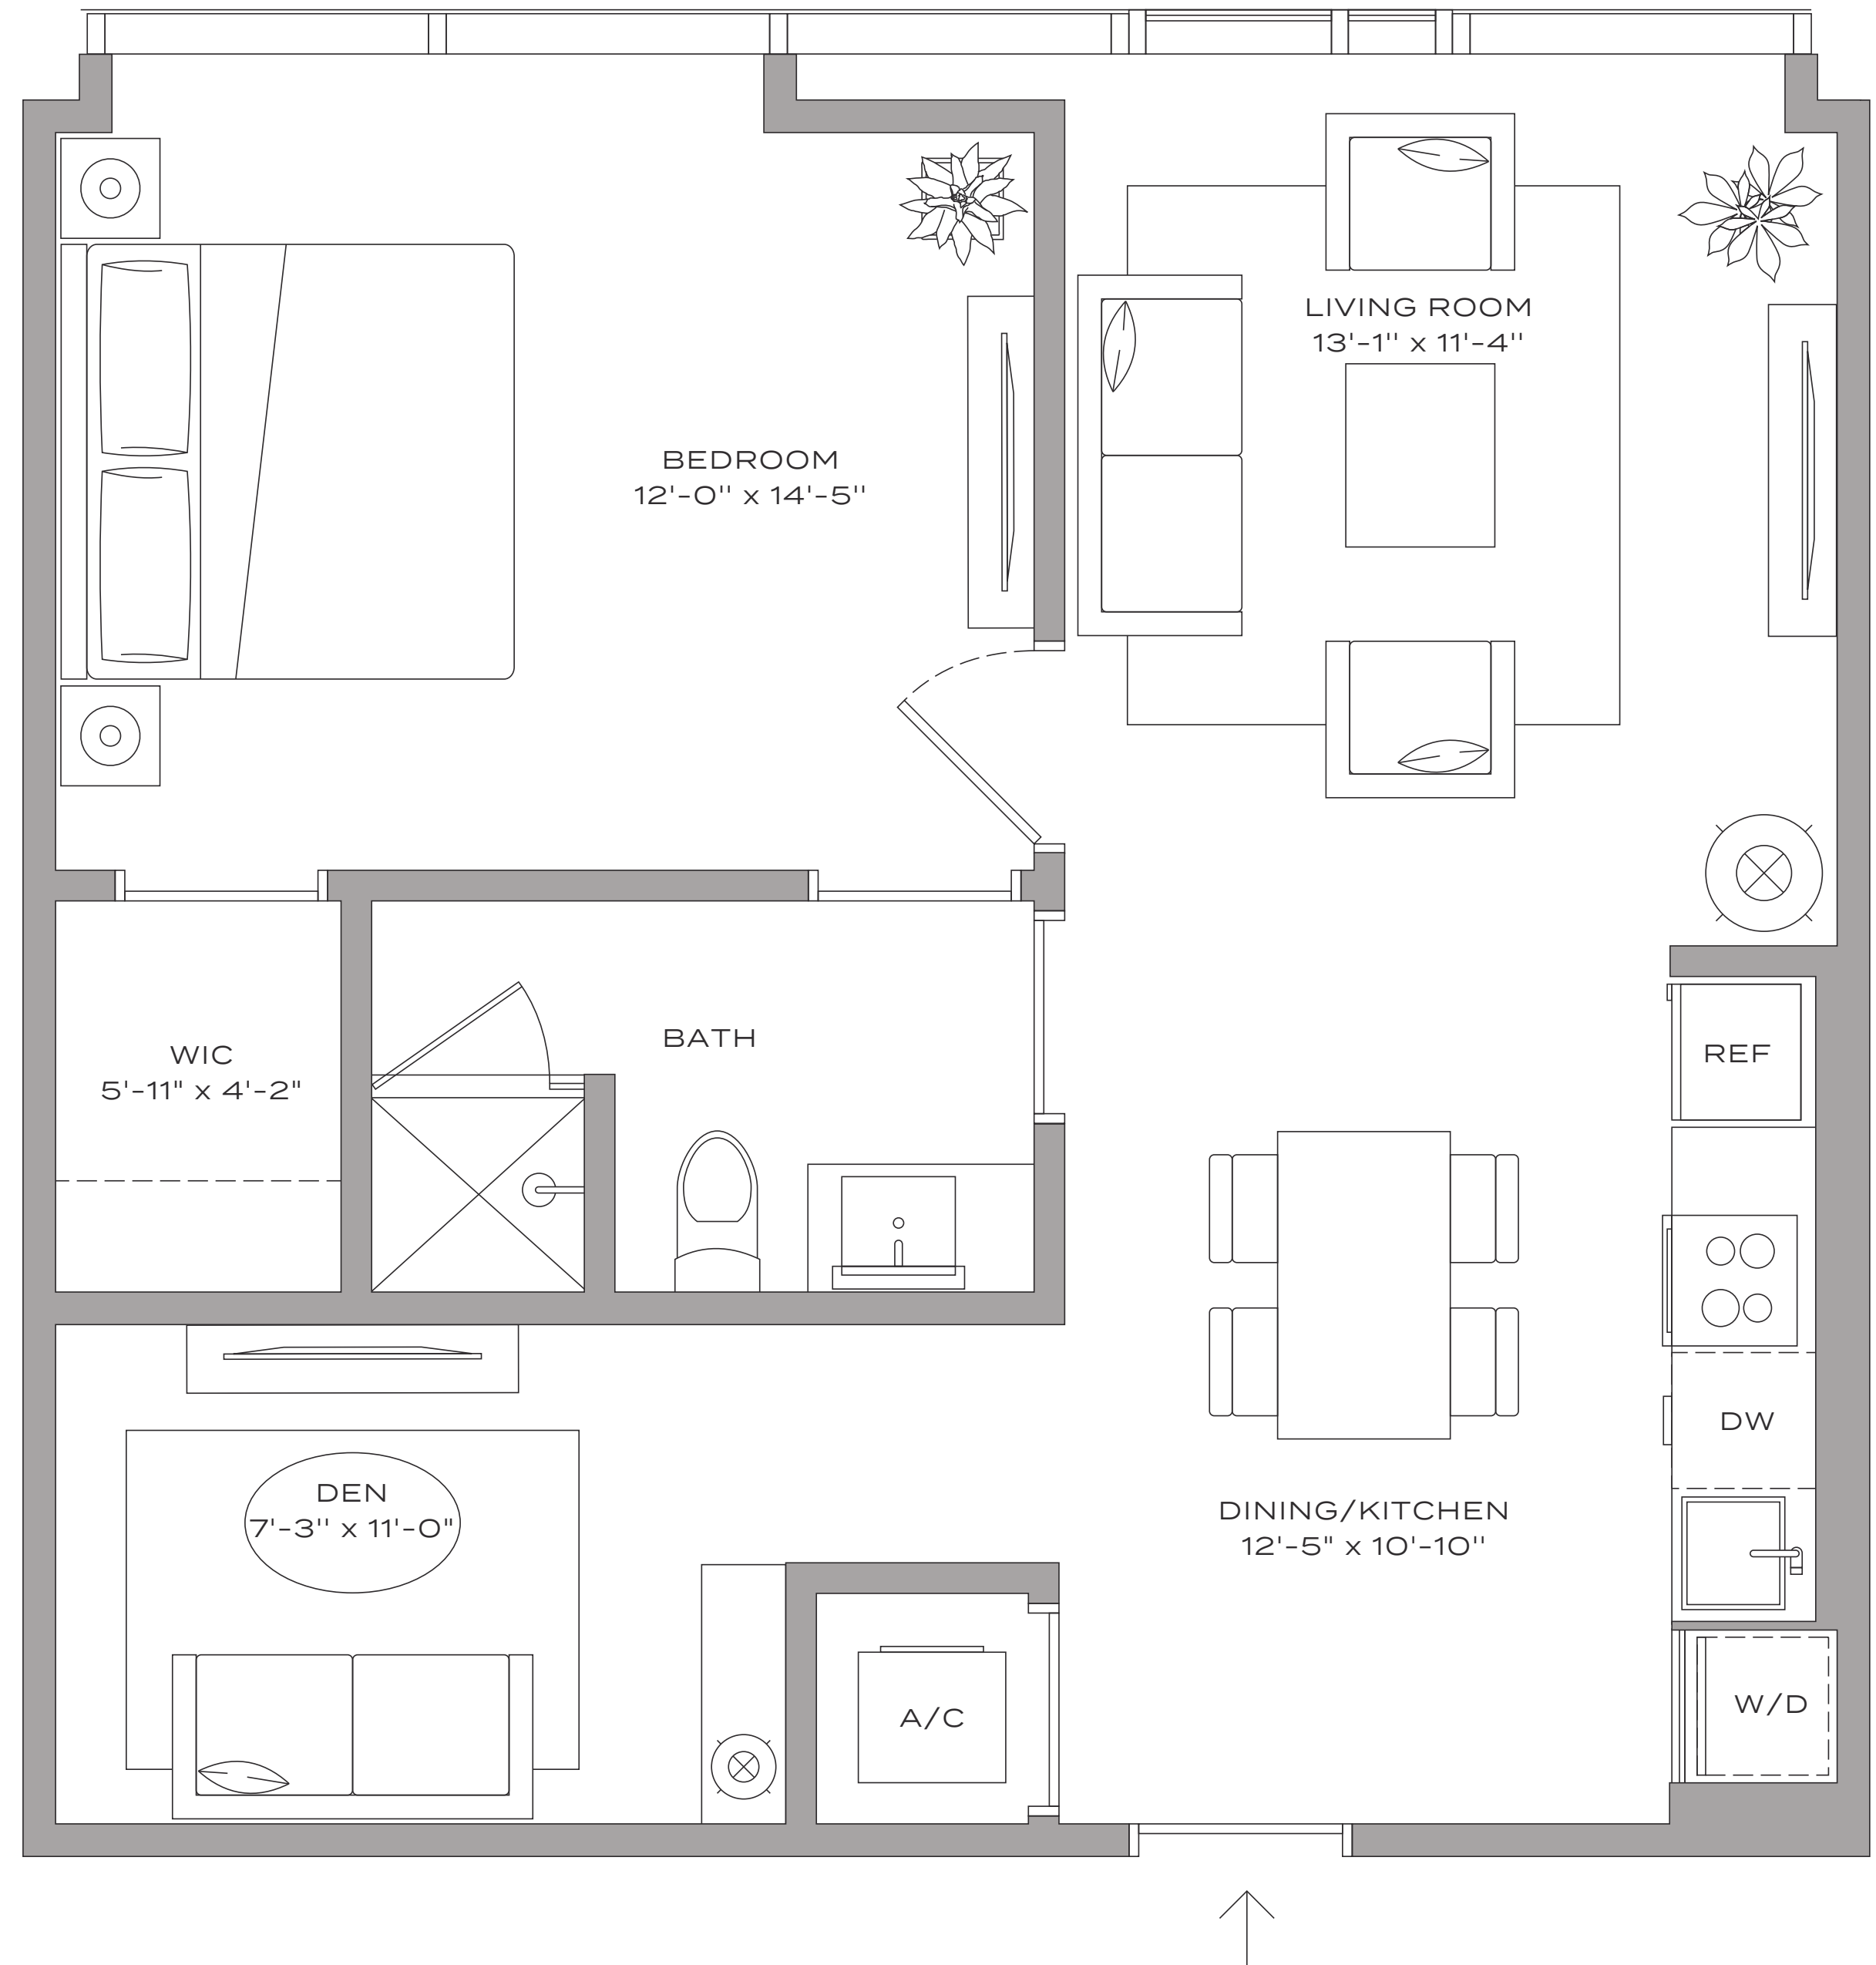 LIVING ROOM
13'-1'' x 11'-4''
BEDROOM
12'-0'' x 14'-5''
BATH
WIC
5'-11" x 4'-2"
REF
DW
DEN
7'-3'' x 11'-0"
DINING/KITCHEN
12'-5" x 10'-10''
A/C
W/D